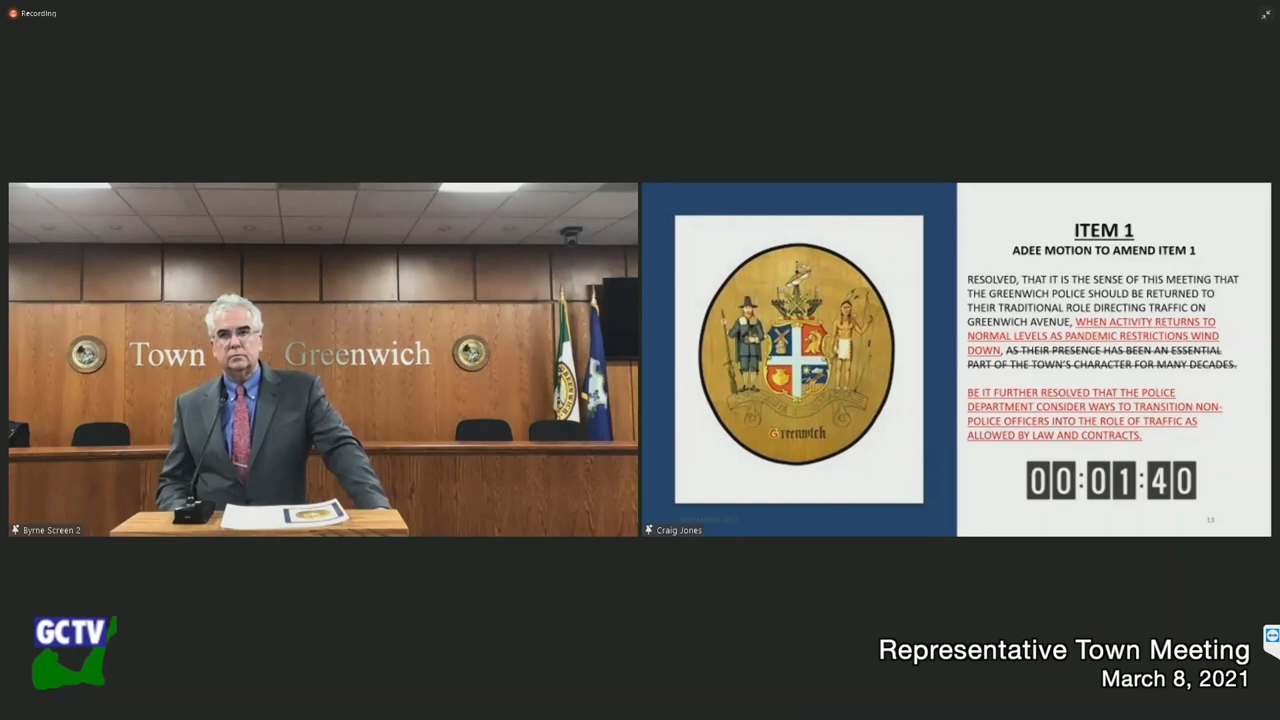 Recording
Town Greenwich
Byrne Screen 2
Greenwich
ITEM 1
ADEE MOTION TO AMEND ITEM 1
RESOLVED, THAT IT IS THE SENSE OF THIS MEETING THAT
THE GREENWICH POLICE SHOULD BE RETURNED TO
THEIR TRADITIONAL ROLE DIRECTING TRAFFIC ON
GREENWICH AVENUE, WHEN ACTIVITY RETURNS TO
NORMAL LEVELS AS PANDEMIC RESTRICTIONS WIND
DOWN, AS THEIR PRESENCE HAS BEEN AN ESSENTIAL
PART OF THE TOWN'S CHARACTER FOR MANY DECADES.
BE IT FURTHER RESOLVED THAT THE POLICE
DEPARTMENT CONSIDER WAYS TO TRANSITION NON-
POLICE OFFICERS INTO THE ROLE OF TRAFFIC AS
ALLOWED BY LAW AND CONTRACTS.
00:01:40
13
Craig Jones
GCTV
Representative Town Meeting
March 8, 2021